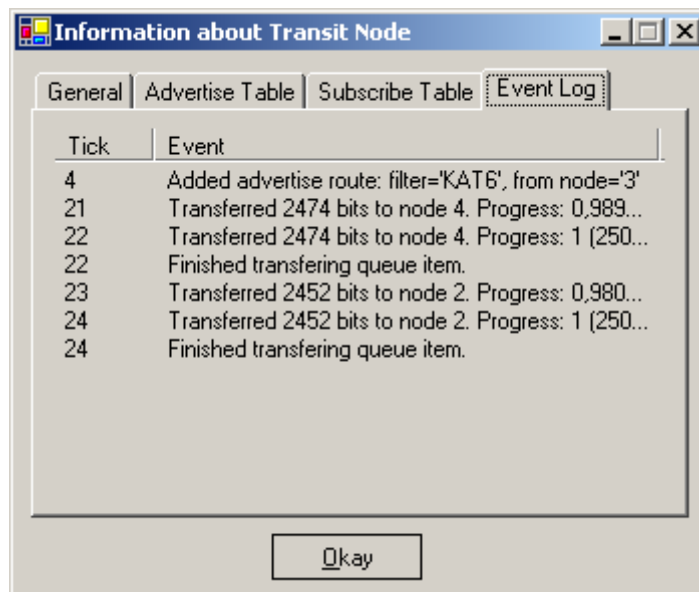 Information about Transit Node
General Advertise Table Subscribe Table Event Log
Tick Event
4 Added advertise route: filter='KAT6', from node='3'
21 Transferred 2474 bits to node 4. Progress: 0,989...
22 Transferred 2474 bits to node 4. Progress: 1 (250...
22 Finished transfering queue item.
23 Transferred 2452 bits to node 2. Progress: 0,980...
24 Transferred 2452 bits to node 2. Progress: 1 (250...
24 Finished transfering queue item.
Okay